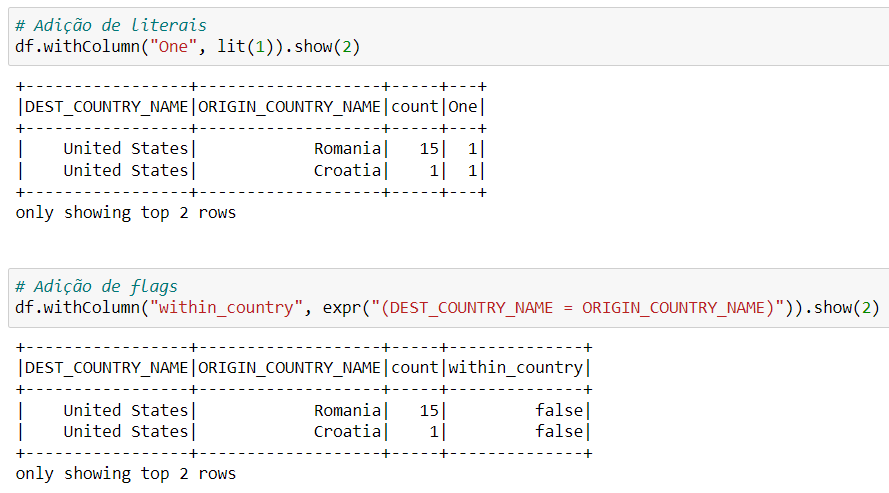 # Adição de literais
df.withColumn("One", lit(1)).show(2)
+-----------------+-------------------+-----+---+
|DEST_COUNTRY_NAME|ORIGIN_COUNTRY_NAME|count|One|
+-----------------+-------------------+-----+---+
|    United States|            Romania|   15|  1|
|    United States|            Croatia|    1|  1|
+-----------------+-------------------+-----+---+
only showing top 2 rows
# Adição de flags
df.withColumn("within_country", expr("(DEST_COUNTRY_NAME = ORIGIN_COUNTRY_NAME)")).show(2)
+-----------------+-------------------+-----+--------------+
|DEST_COUNTRY_NAME|ORIGIN_COUNTRY_NAME|count|within_country|
+-----------------+-------------------+-----+--------------+
|    United States|            Romania|   15|         false|
|    United States|            Croatia|    1|         false|
+-----------------+-------------------+-----+--------------+
only showing top 2 rows